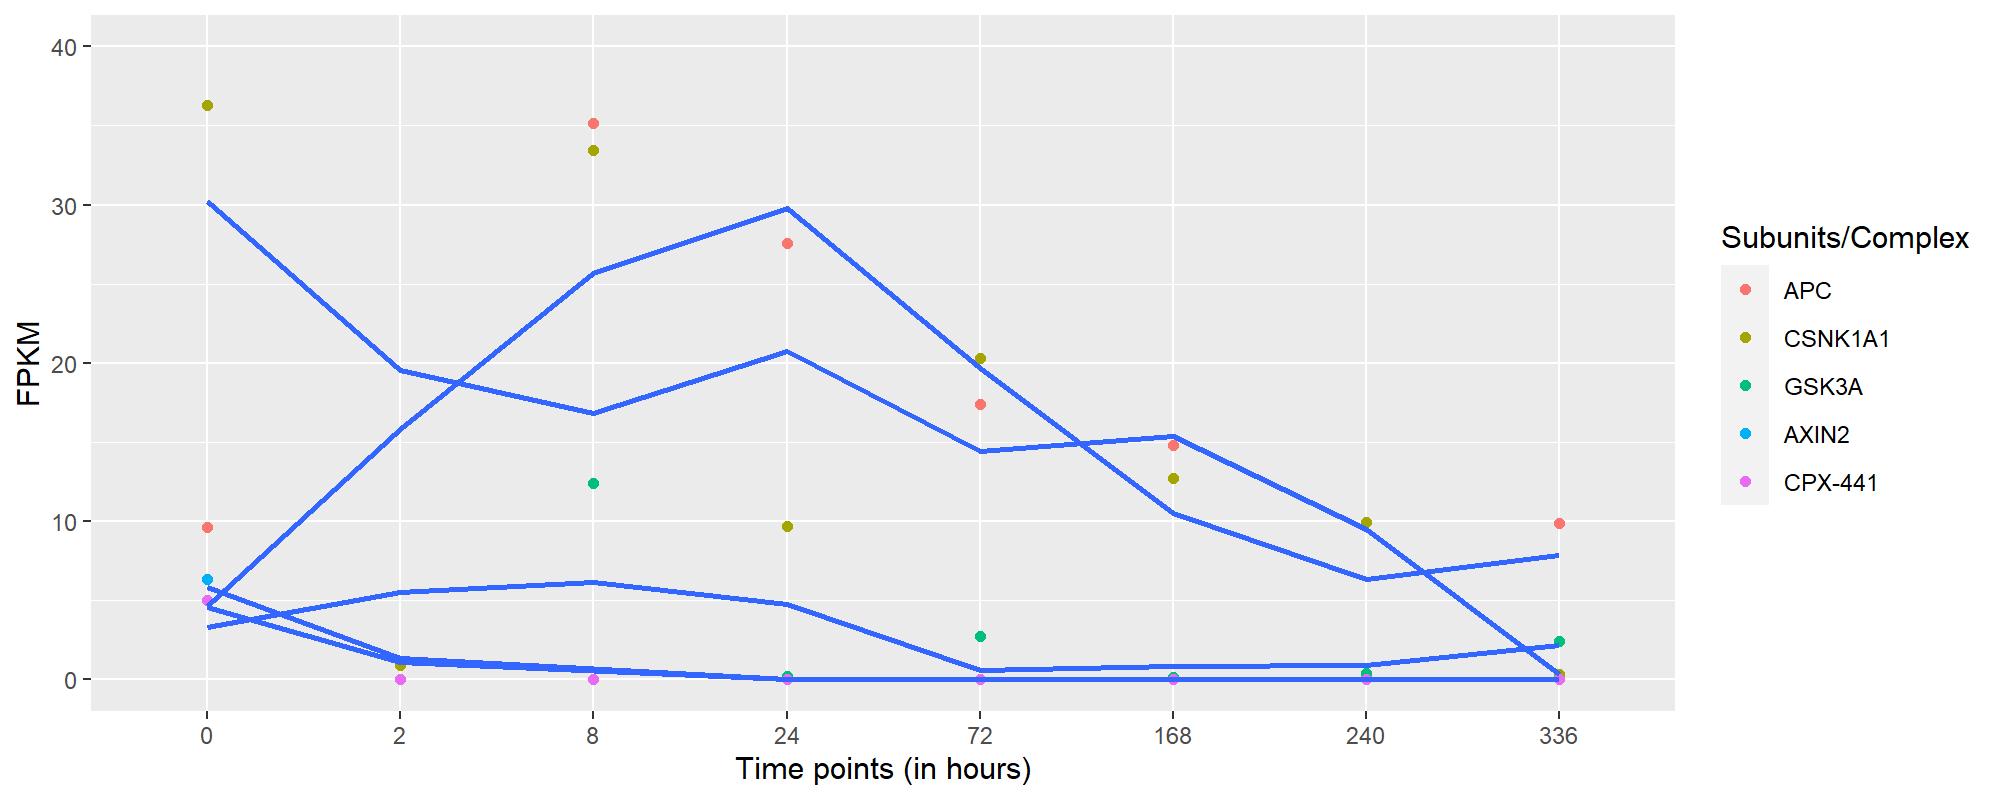 40
30
20
10
0
FPKM
0 2 8 24 72 168 240 336
Time points (in hours)
Subunits/Complex
APC
CSNK1A1
GSK3A
AXIN2
CPX-441